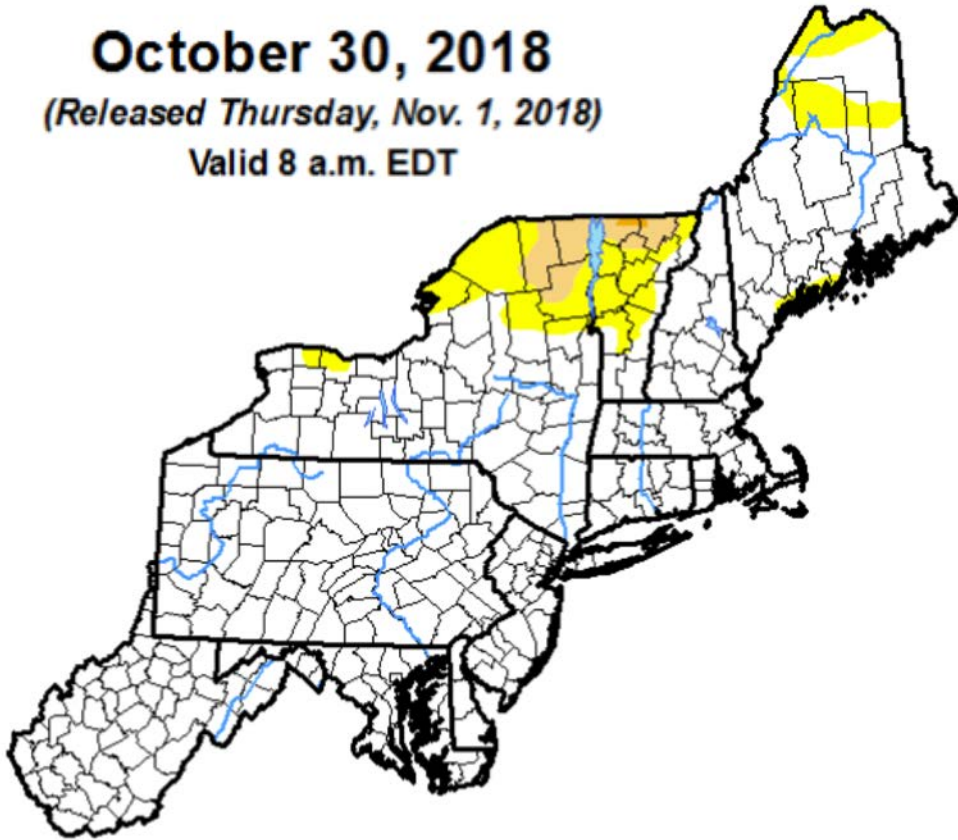 October 30, 2018
(Released Thursday, Nov. 1, 2018)
Valid 8 a.m. EDT